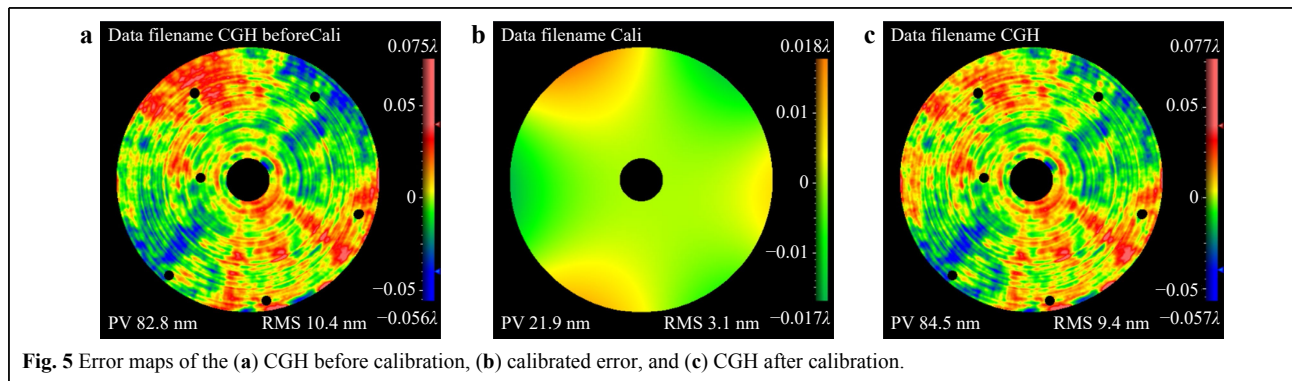 a
Data filename CGH beforeCali
0.075λ
0.05
0
−0.05
−0.056λ
PV 82.8 nm
RMS 10.4 nm
b
Data filename Cali
0.018λ
0.01
0
−0.01
−0.017λ
PV 21.9 nm
RMS 3.1 nm
c
Data filename CGH
0.077λ
0.05
0
−0.05
−0.057λ
PV 84.5 nm
RMS 9.4 nm
Fig. 5 Error maps of the (a) CGH before calibration, (b) calibrated error, and (c) CGH after calibration.